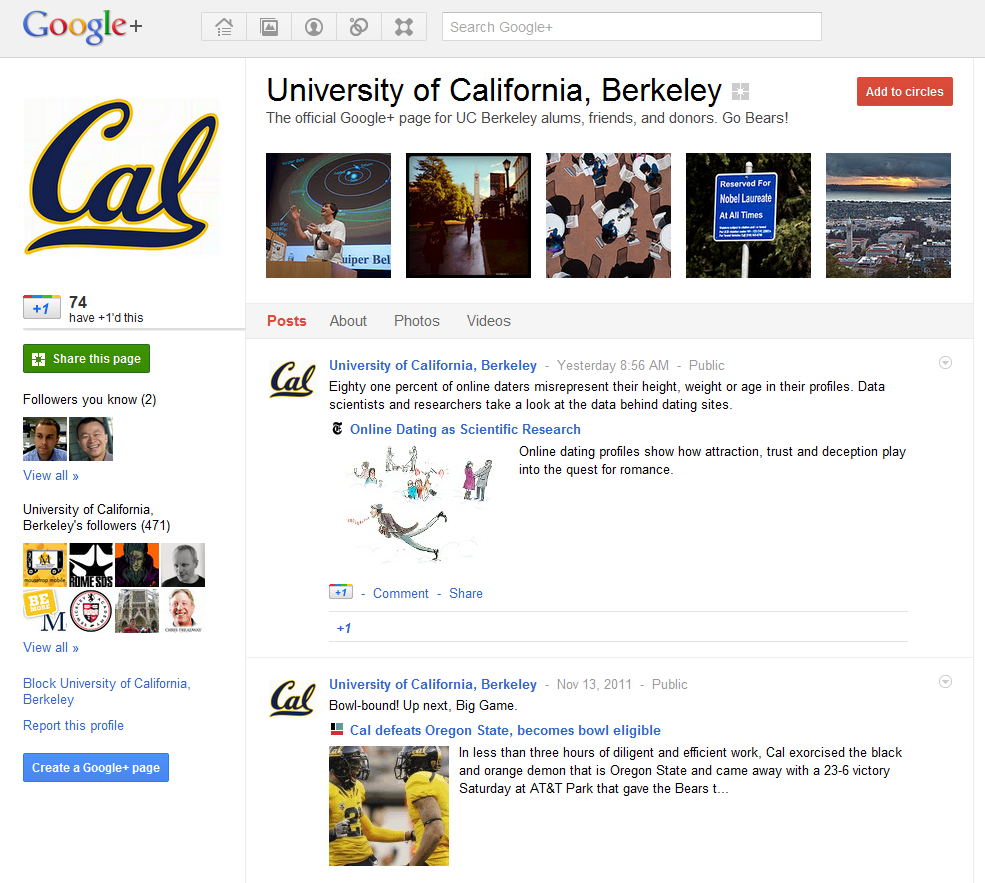 Google+
Search Google+
Cal
University of California, Berkeley
Add to circles
The official Google+ page for UC Berkeley alums, friends, and donors. Go Bears!
uiper Bel
Reserved For
Nobel Laureate
At All Times
+1
74
have +1'd this
Share this page
Followers you know (2)
View all »
University of California,
Berkeley's followers (471)
mousetrap mobile
ROME SDS
BE
MORE
M
CHRIS TREADWAY
View all »
Block University of California,
Berkeley
Report this profile
Create a Google+ page
Posts About Photos Videos
Cal
University of California, Berkeley - Yesterday 8:56 AM - Public
Eighty one percent of online daters misrepresent their height, weight or age in their profiles. Data
scientists and researchers take a look at the data behind dating sites.
Online Dating as Scientific Research
Online dating profiles show how attraction, trust and deception play
into the quest for romance.
+1 - Comment - Share
+1
Cal
University of California, Berkeley - Nov 13, 2011 - Public
Bowl-bound! Up next, Big Game.
Cal defeats Oregon State, becomes bowl eligible
In less than three hours of diligent and efficient work, Cal exorcised the black
and orange demon that is Oregon State and came away with a 23-6 victory
Saturday at AT&T Park that gave the Bears t...